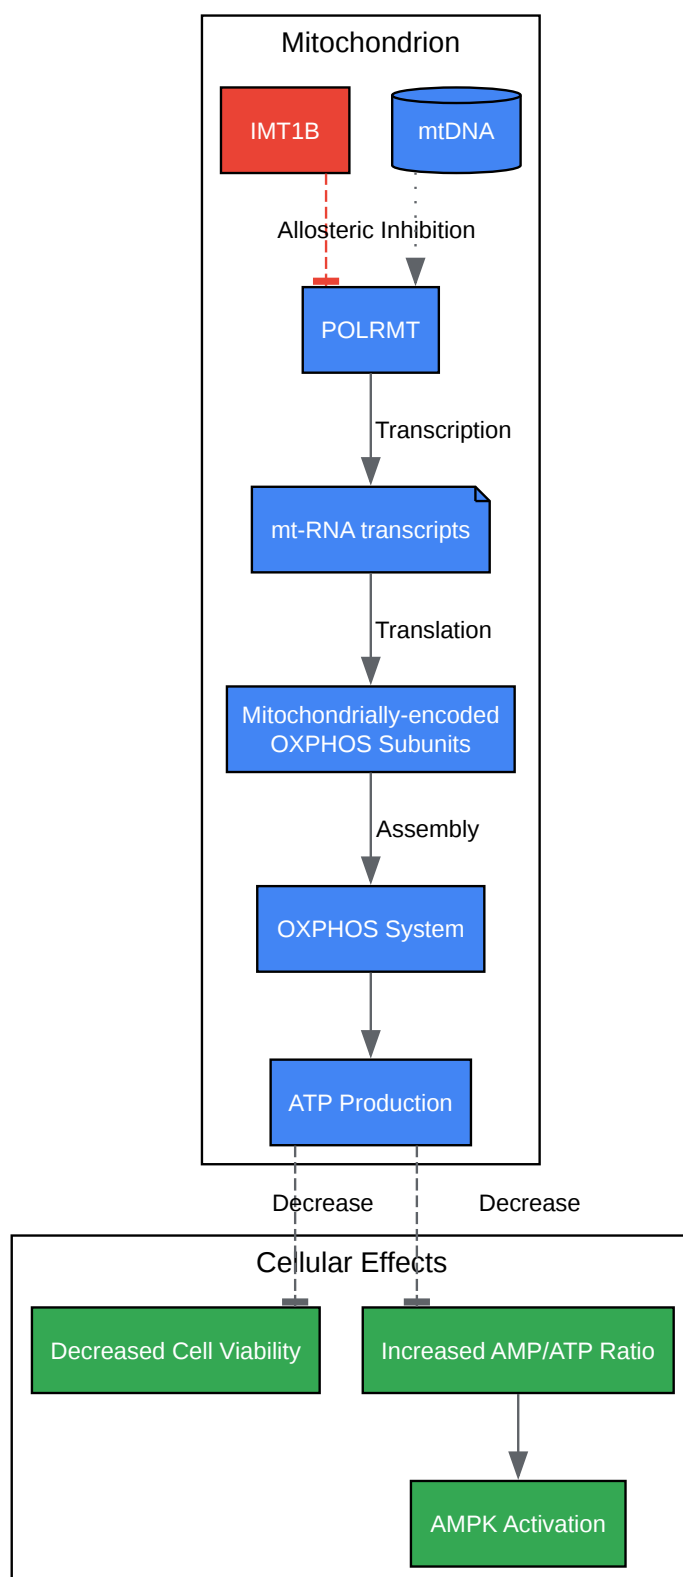 Mitochondrion
IMT1B
mtDNA
Allosteric Inhibition
POLRMT
Transcription
mt-RNA transcripts
Translation
Mitochondrially-encoded
OXPHOS Subunits
Assembly
OXPHOS System
ATP Production
Decrease
Decrease
Cellular Effects
Decreased Cell Viability
Increased AMP/ATP Ratio
AMPK Activation